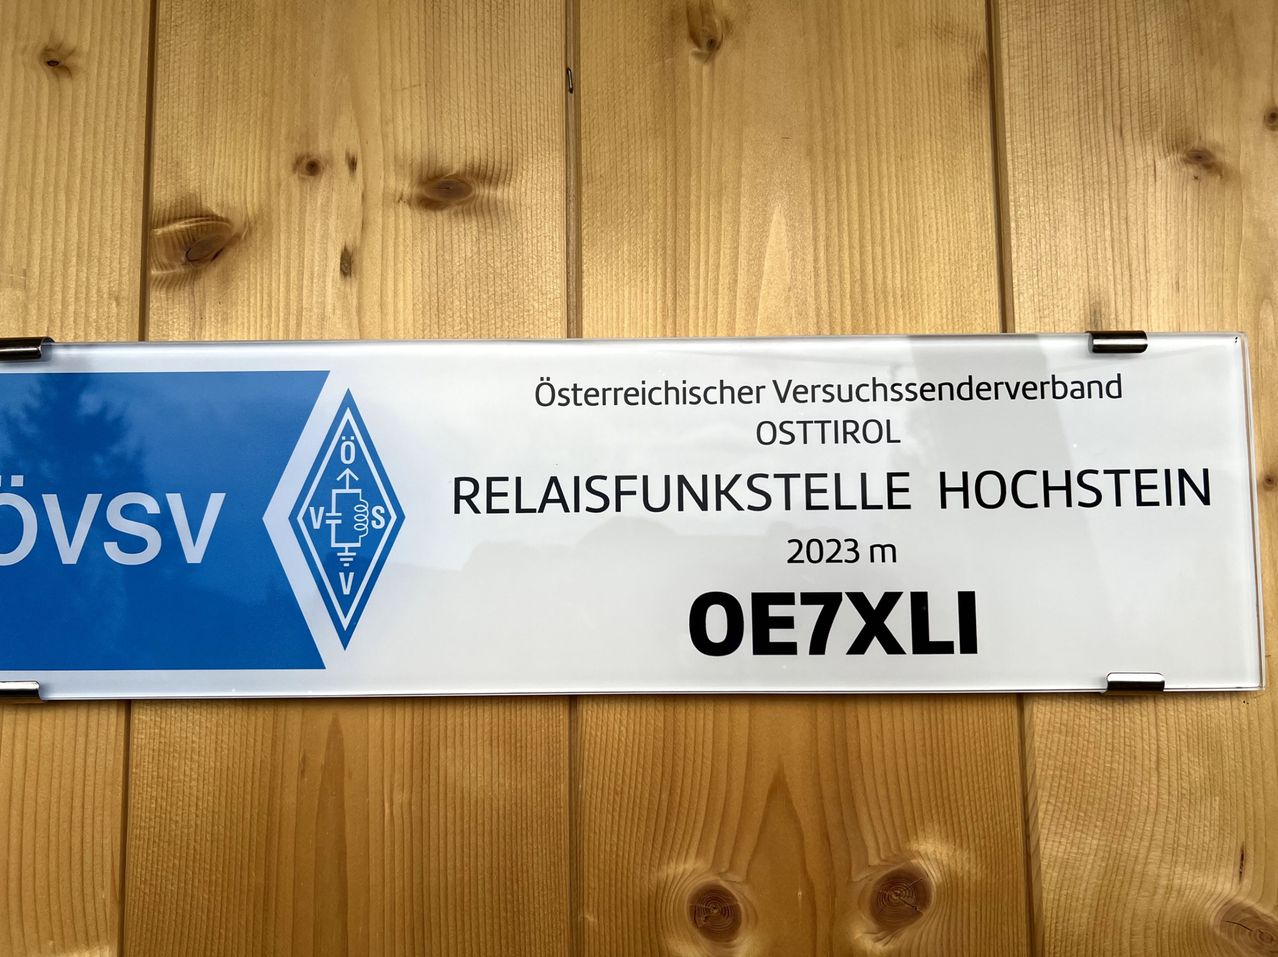 ÖVSV
Ö
V S
V
Österreichischer Versuchssenderverband
OSTTIROL
RELAISFUNKSTELLE HOCHSTEIN
2023 m
OE7XLI